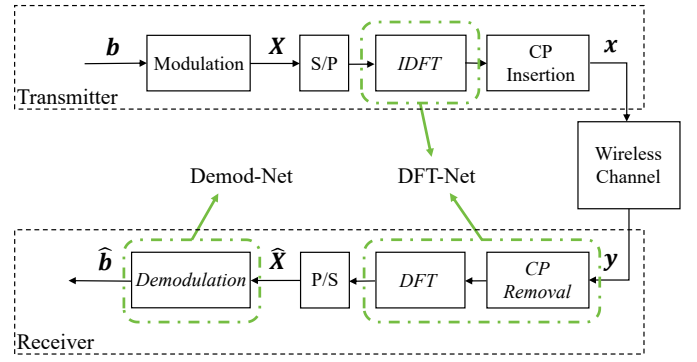 b
Modulation
X
S/P
IDFT
CP
Insertion
x
Transmitter
Wireless
Channel
Demod-Net
DFT-Net
b̂
Demodulation
X̂
P/S
DFT
CP
Removal
y
Receiver